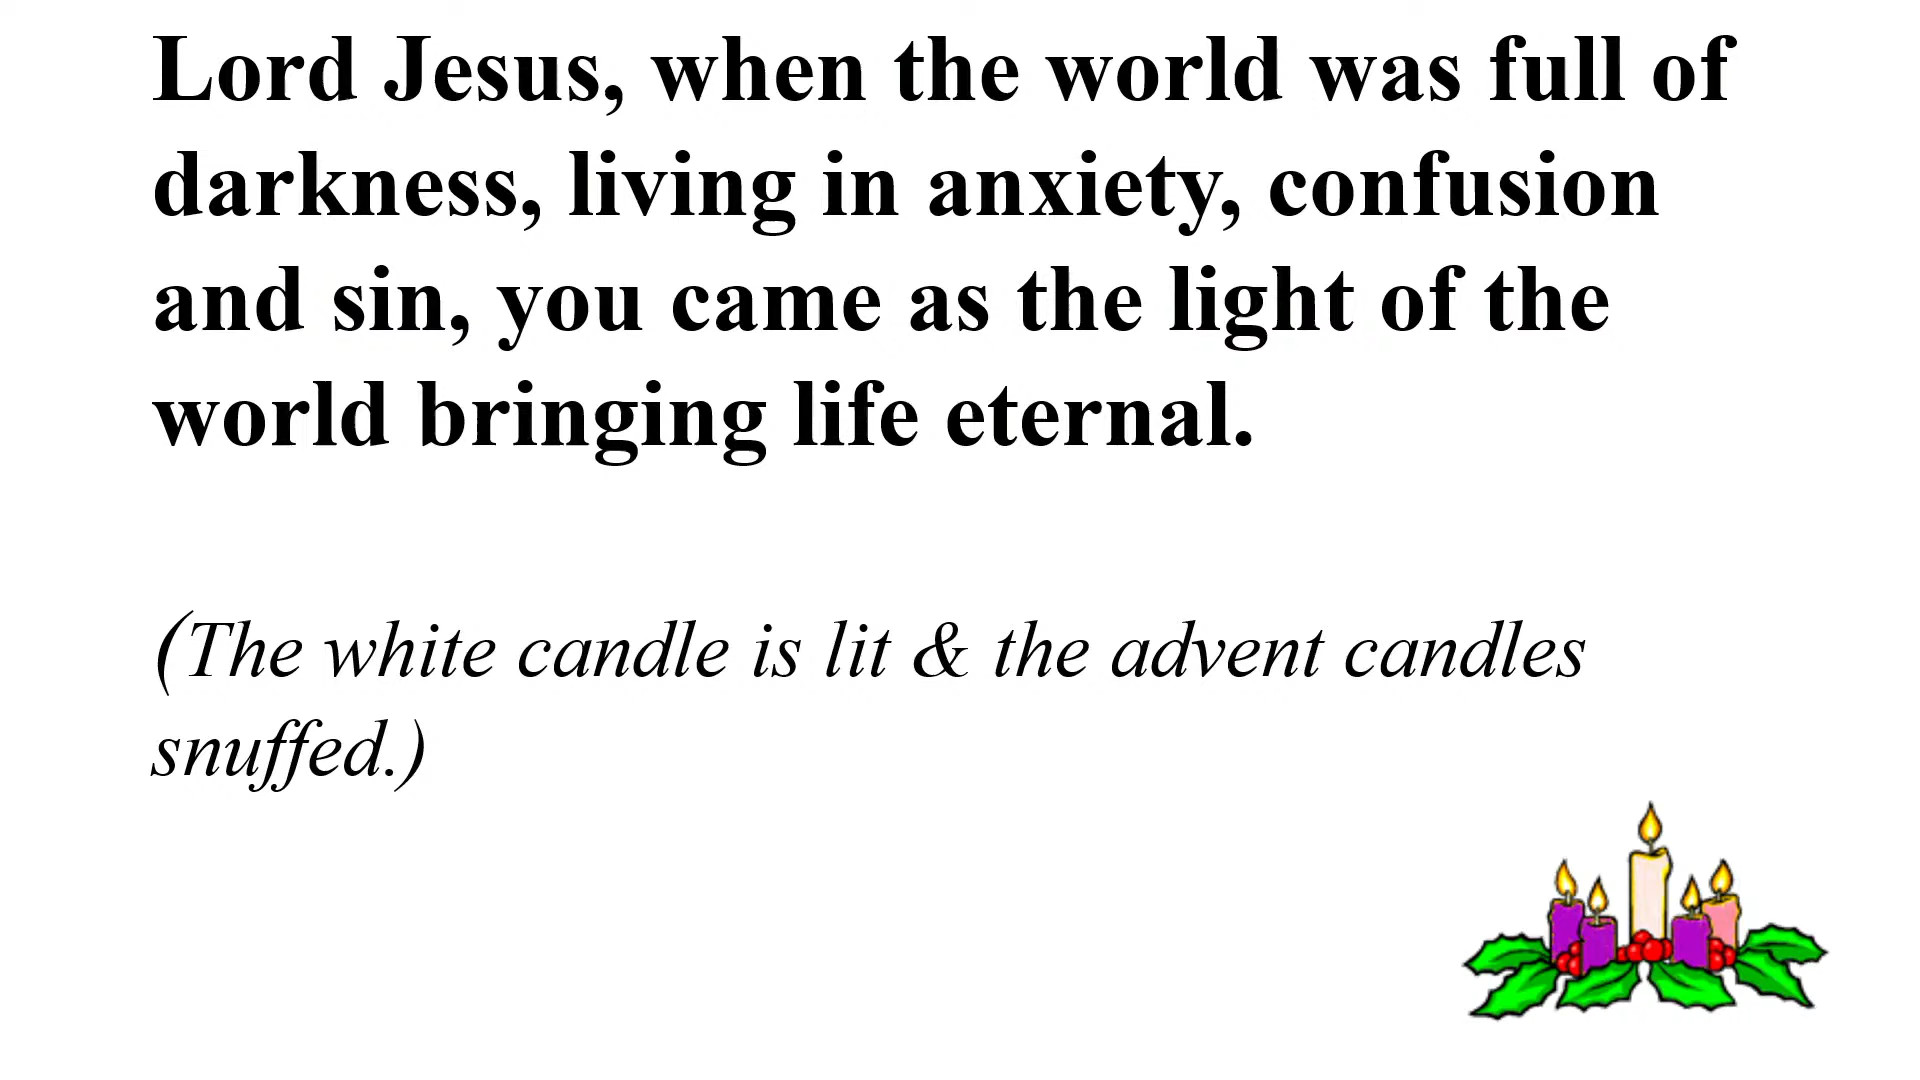 Lord Jesus, when the world was full of
darkness, living in anxiety, confusion
and sin, you came as the light of the
world bringing life eternal.
(The white candle is lit & the advent candles
snuffed.)